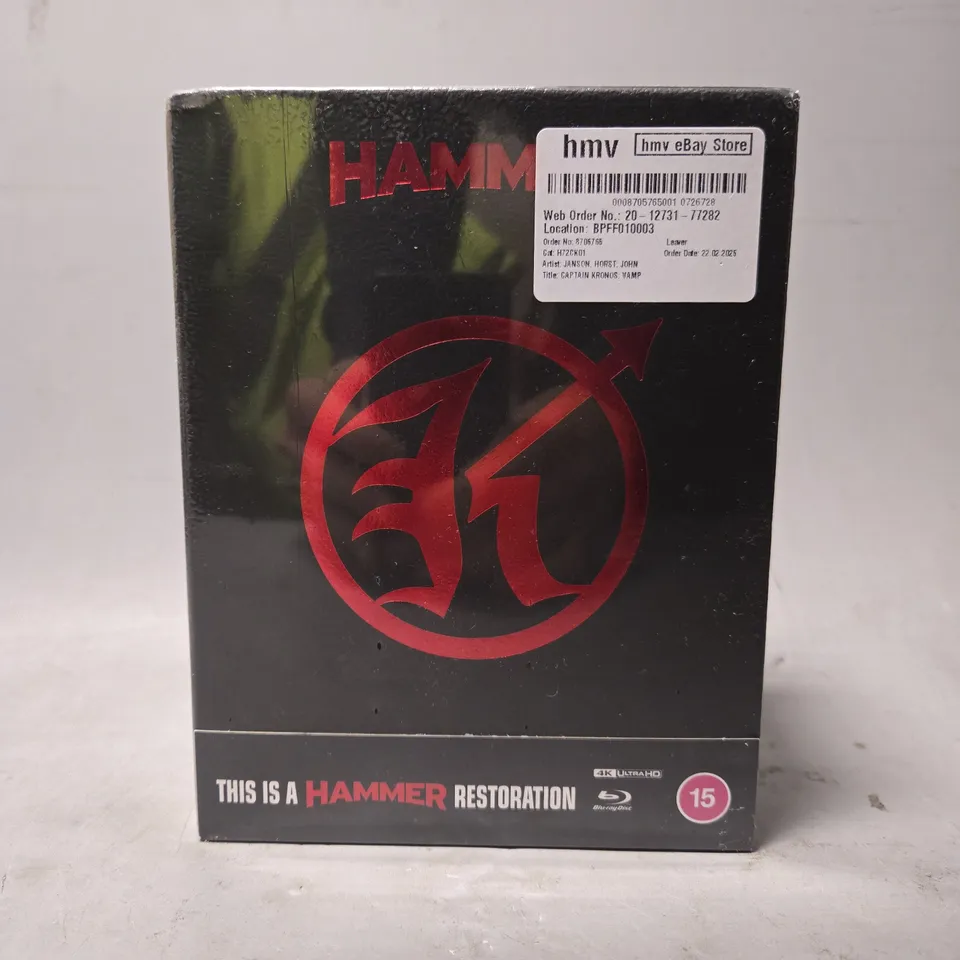 HAMM
hmv hmv eBay Store
0008705765001 0726728
Web Order No.: 20-12731-77282
Location: BPFF010003
Order No: 8705765 Leaver
Cat: H7ZCK01 Order Date: 22.02.2025
Artist: JANSON, HORST, JOHN
Title: CAPTAIN KRONOS: VAMP
K
4K ULTRA HD
THIS IS A HAMMER RESTORATION
Blu-ray Disc
15